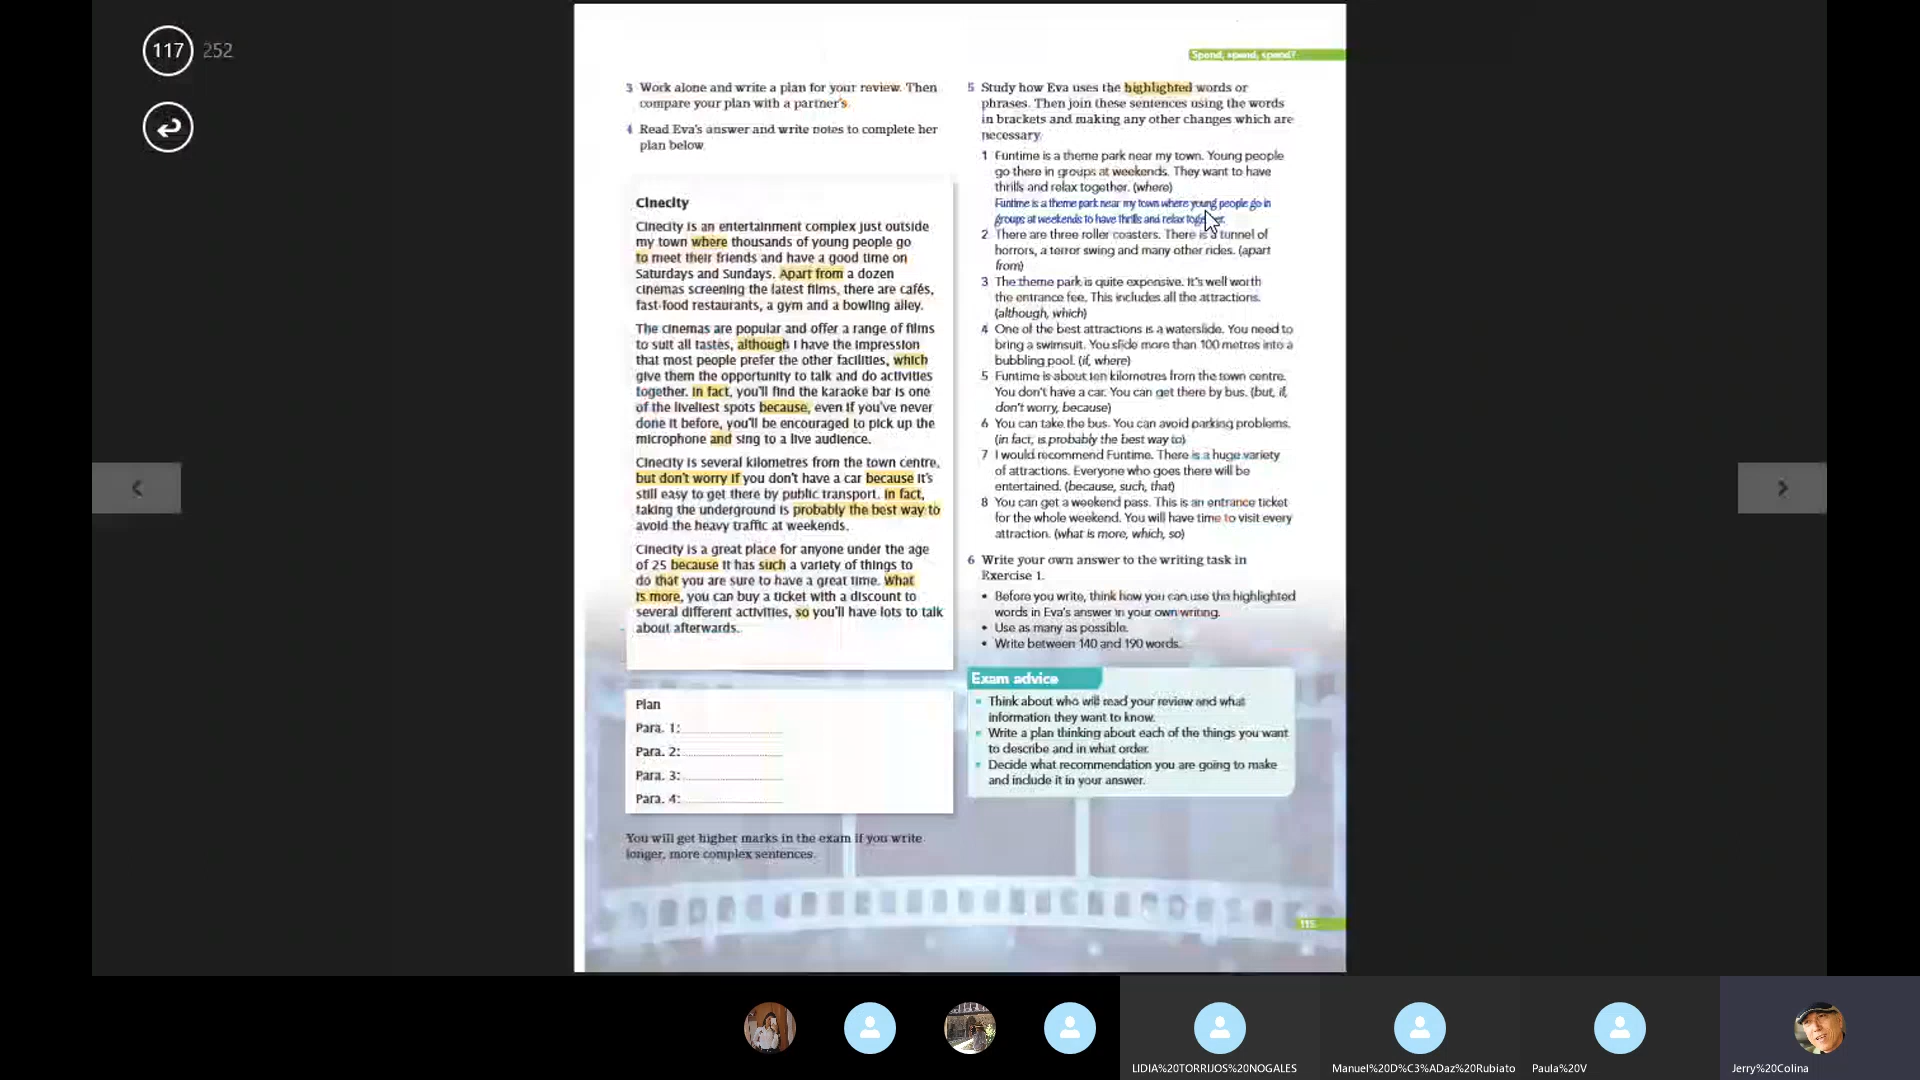 117 252
Spend, spend, spend?
3 Work alone and write a plan for your review. Then
compare your plan with a partner's.
4 Read Eva's answer and write notes to complete her
plan below.
Cinecity
Cinecity is an entertainment complex just outside
my town where thousands of young people go
to meet their friends and have a good time on
Saturdays and Sundays. Apart from a dozen
cinemas screening the latest films, there are cafés,
fast-food restaurants, a gym and a bowling alley.
The cinemas are popular and offer a range of films
to suit all tastes, although I have the impression
that most people prefer the other facilities, which
give them the opportunity to talk and do activities
together. In fact, you'll find the karaoke bar is one
of the liveliest spots because, even if you've never
done it before, you'll be encouraged to pick up the
microphone and sing to a live audience.
Cinecity is several kilometres from the town centre,
but don't worry if you don't have a car because it's
still easy to get there by public transport. In fact,
taking the underground is probably the best way to
avoid the heavy traffic at weekends.
Cinecity is a great place for anyone under the age
of 25 because it has such a variety of things to
do that you are sure to have a great time. What
is more, you can buy a ticket with a discount to
several different activities, so you'll have lots to talk
about afterwards.
Plan
Para. 1:
Para. 2:
Para. 3:
Para. 4:
You will get higher marks in the exam if you write
longer, more complex sentences.
5 Study how Eva uses the highlighted words or
phrases. Then join these sentences using the words
in brackets and making any other changes which are
necessary.
1 Funtime is a theme park near my town. Young people
go there in groups at weekends. They want to have
thrills and relax together. (where)
Funtime is a theme park near my town where young people go in
groups at weekends to have thrills and relax together.
2 There are three roller coasters. There is a tunnel of
horrors, a terror swing and many other rides. (apart
from)
3 The theme park is quite expensive. It's well worth
the entrance fee. This includes all the attractions.
(although, which)
4 One of the best attractions is a waterslide. You need to
bring a swimsuit. You slide more than 100 metres into a
bubbling pool. (if, where)
5 Funtime is about ten kilometres from the town centre.
You don't have a car. You can get there by bus. (but, if,
don't worry, because)
6 You can take the bus. You can avoid parking problems.
(in fact, is probably the best way to)
7 I would recommend Funtime. There is a huge variety
of attractions. Everyone who goes there will be
entertained. (because, such, that)
8 You can get a weekend pass. This is an entrance ticket
for the whole weekend. You will have time to visit every
attraction. (what is more, which, so)
6 Write your own answer to the writing task in
Exercise 1.
• Before you write, think how you can use the highlighted
words in Eva's answer in your own writing.
• Use as many as possible.
• Write between 140 and 190 words.
Exam advice
Think about who will read your review and what
information they want to know.
Write a plan thinking about each of the things you want
to describe and in what order.
Decide what recommendation you are going to make
and include it in your answer.
115
LIDIA%20TORRIJOS%20NOGALES
Manuel%20D%C3%ADaz%20Rubiato
Paula%20V
Jerry%20Colina